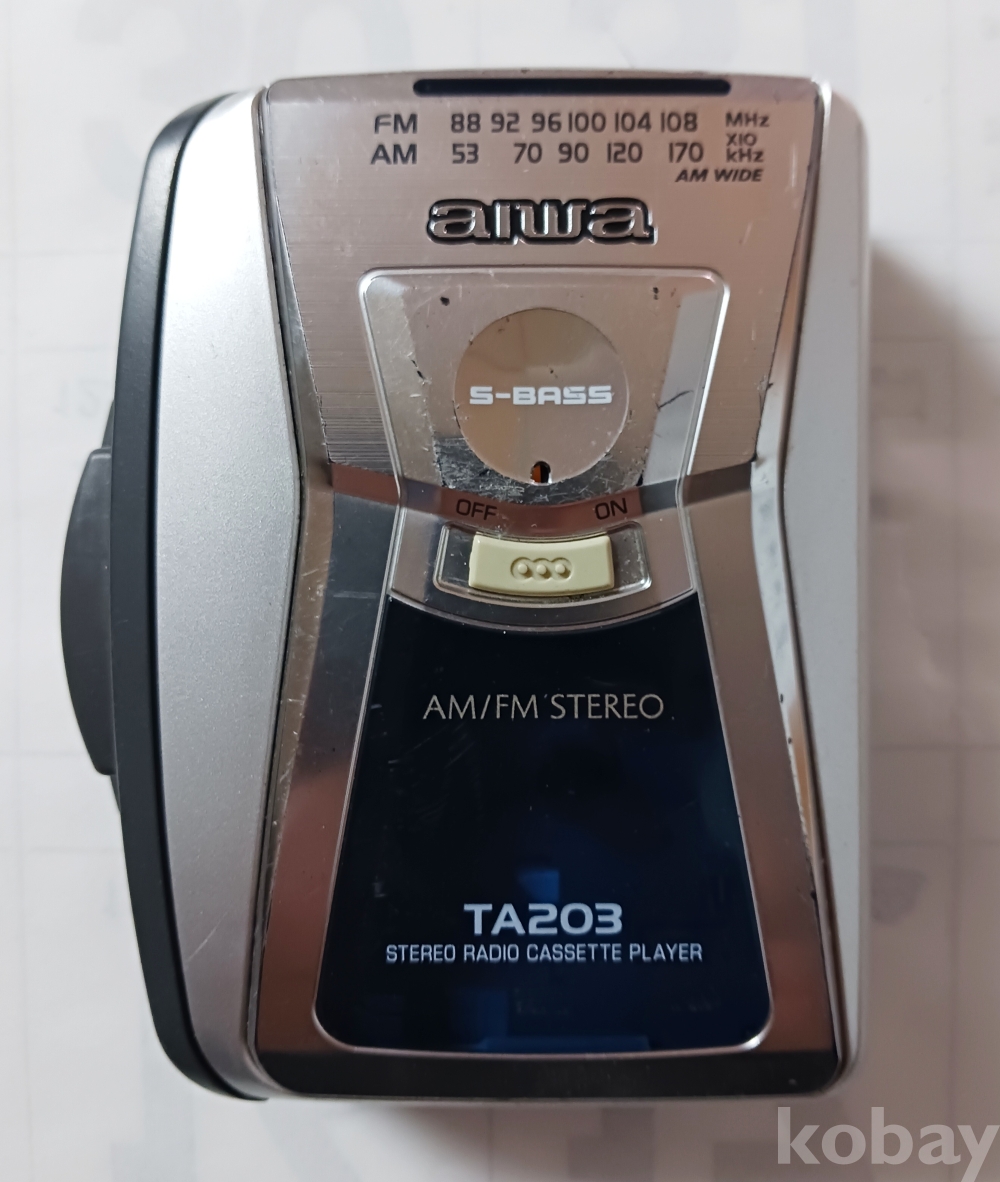 FM 88 92 96 100 104 108 MHz
X10
AM 53 70 90 120 170 kHz
AM WIDE
aiwa
S-BASS
OFF ON
AM/FM STEREO
TA203
STEREO RADIO CASSETTE PLAYER
kobay